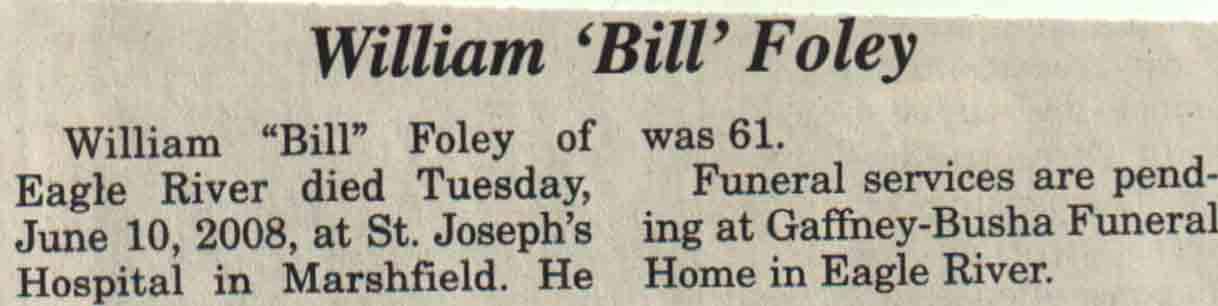 William ‘Bill’ Foley
William “Bill” Foley of
Eagle River died Tuesday,
June 10, 2008, at St. Joseph’s
Hospital in Marshfield. He
was 61.
Funeral services are pend-
ing at Gaffney-Busha Funeral
Home in Eagle River.